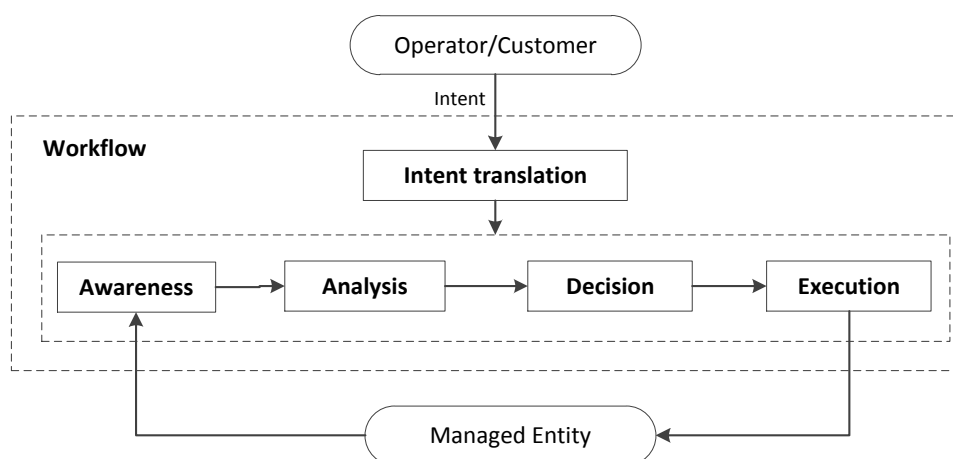 Operator/Customer
Intent
Workflow
Intent translation
Awareness
Analysis
Decision
Execution
Managed Entity